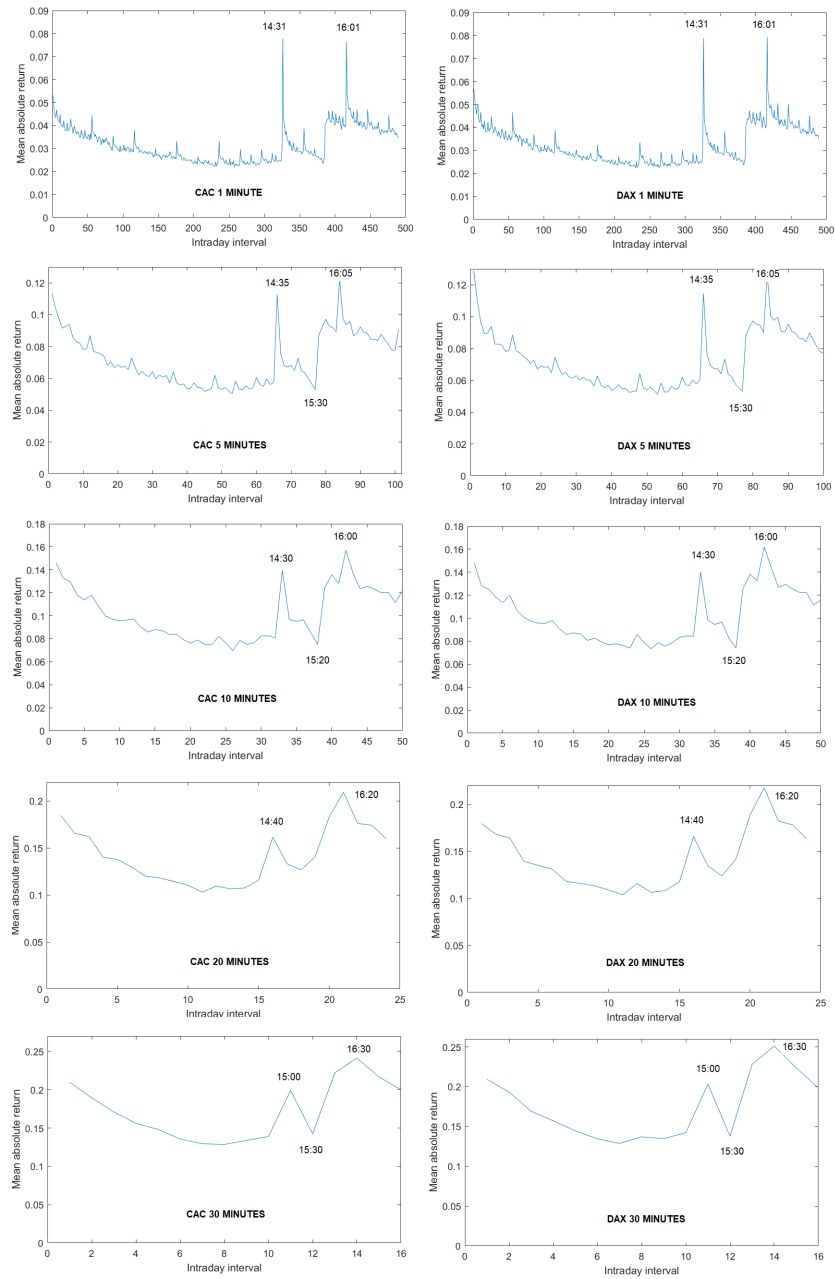 0.09
0.08
0.07
0.06
0.05
0.04
0.03
0.02
0.01
0
Mean absolute return
14:31
16:01
CAC 1 MINUTE
0 50 100 150 200 250 300 350 400 450 500
Intraday interval
0.09
0.08
0.07
0.06
0.05
0.04
0.03
0.02
0.01
0
Mean absolute return
14:31
16:01
DAX 1 MINUTE
0 50 100 150 200 250 300 350 400 450 500
Intraday interval
0.12
0.1
0.08
0.06
0.04
0.02
0
Mean absolute return
14:35
16:05
15:30
CAC 5 MINUTES
0 10 20 30 40 50 60 70 80 90 100
Intraday interval
0.12
0.1
0.08
0.06
0.04
0.02
0
Mean absolute return
14:35
16:05
15:30
DAX 5 MINUTES
0 10 20 30 40 50 60 70 80 90 100
Intraday interval
0.18
0.16
0.14
0.12
0.1
0.08
0.06
0.04
0.02
0
Mean absolute return
14:30
16:00
15:20
CAC 10 MINUTES
0 5 10 15 20 25 30 35 40 45 50
Intraday interval
0.18
0.16
0.14
0.12
0.1
0.08
0.06
0.04
0.02
0
Mean absolute return
14:30
16:00
15:20
DAX 10 MINUTES
0 5 10 15 20 25 30 35 40 45 50
Intraday interval
0.2
0.15
0.1
0.05
0
Mean absolute return
14:40
16:20
CAC 20 MINUTES
0 5 10 15 20 25
Intraday interval
0.2
0.15
0.1
0.05
0
Mean absolute return
14:40
16:20
DAX 20 MINUTES
0 5 10 15 20 25
Intraday interval
0.25
0.2
0.15
0.1
0.05
0
Mean absolute return
15:00
16:30
15:30
CAC 30 MINUTES
0 2 4 6 8 10 12 14 16
Intraday interval
0.25
0.2
0.15
0.1
0.05
0
Mean absolute return
15:00
16:30
15:30
DAX 30 MINUTES
0 2 4 6 8 10 12 14 16
Intraday interval